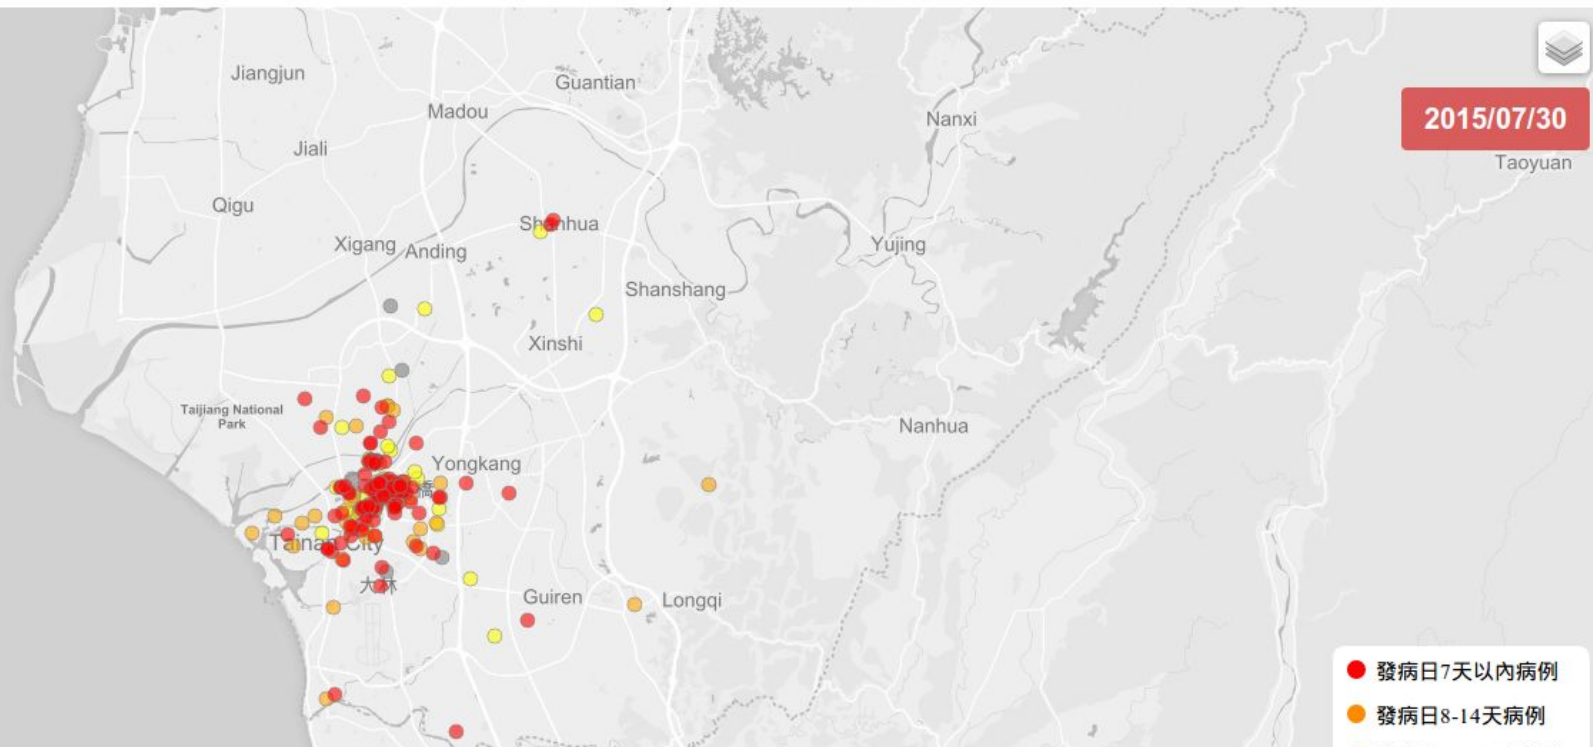 Jiangjun
Guantian
Madou
Nanxi
2015/07/30
Jiali
Taoyuan
Qigu
Shanhua
Xigang
Anding
Yujing
Shanshang
Xinshi
Taijiang National
Park
Nanhua
Yongkang
橋
Tainan City
大林
Guiren
Longqi
發病日7天以內病例
發病日8-14天病例